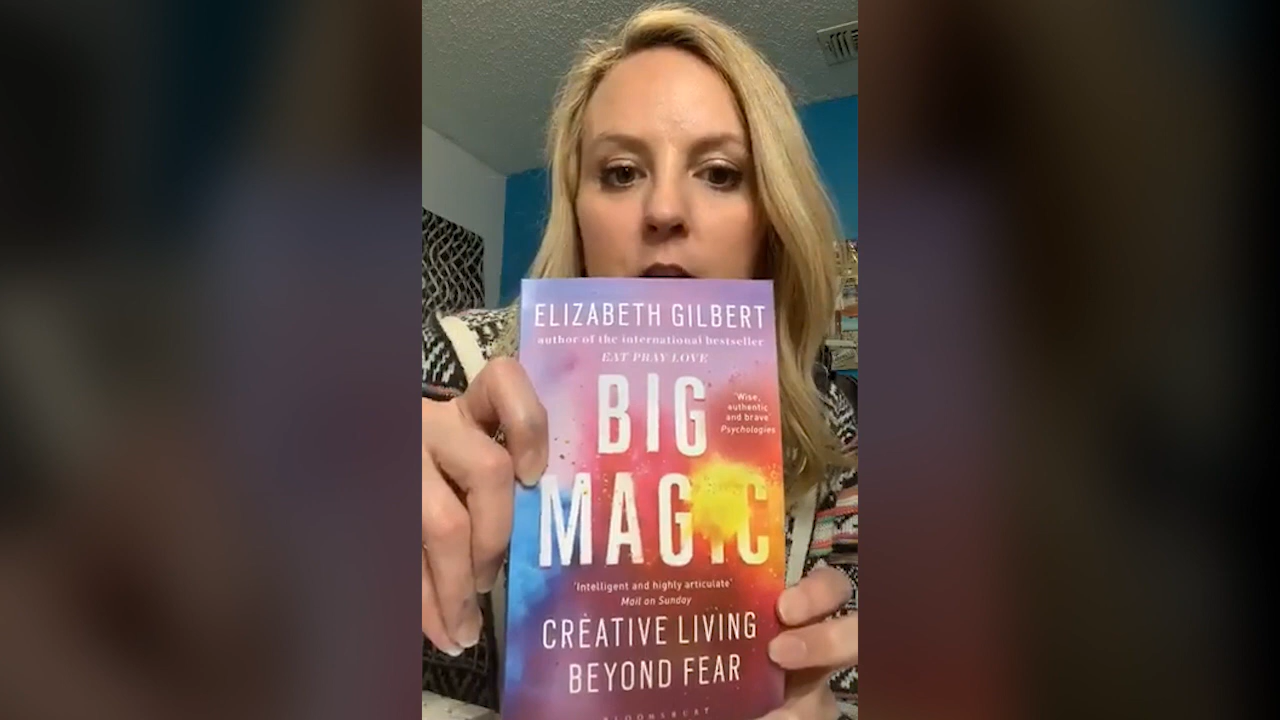 ELIZABETH GILBERT
author of the international bestseller
EAT PRAY LOVE
BIG
'Wise,
authentic
and brave'
Psychologies
MAGIC
'Intelligent and highly articulate'
Mail on Sunday
CREATIVE LIVING
BEYOND FEAR
BLOOMSBURY